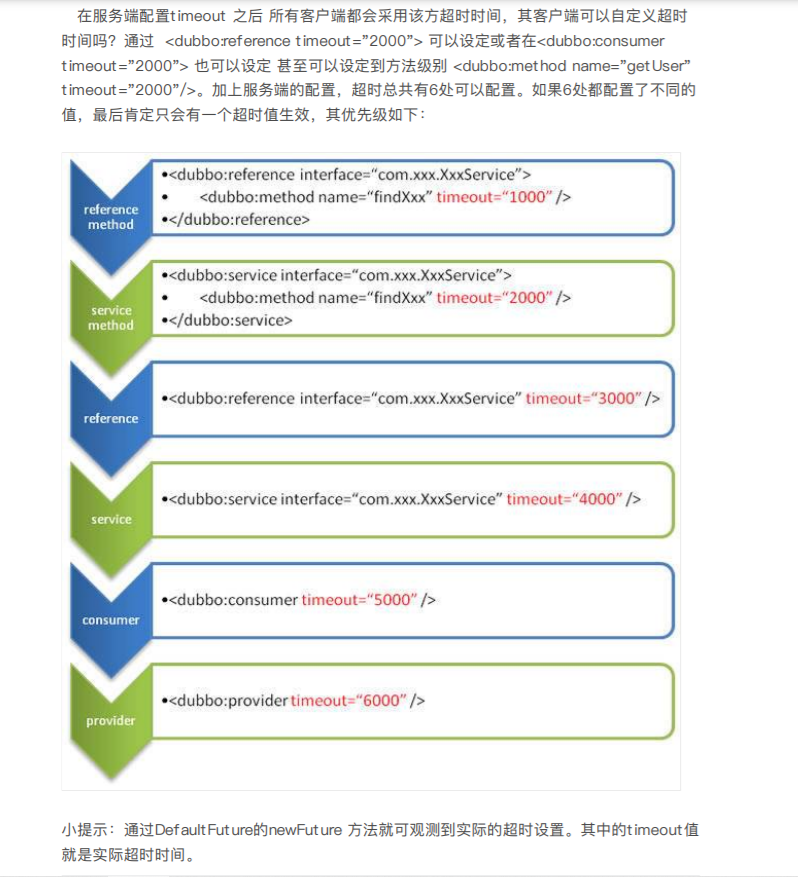 在服务端配置timeout 之后 所有客户端都会采用该方超时时间，其客户端可以自定义超时
时间吗？通过 <dubbo:reference timeout=”2000”> 可以设定或者在<dubbo:consumer
timeout=”2000”> 也可以设定 甚至可以设定到方法级别 <dubbo:method name=”getUser”
timeout=”2000”/>。加上服务端的配置，超时总共有6处可以配置。如果6处都配置了不同的
值，最后肯定只会有一个超时值生效，其优先级如下：
reference
method
•<dubbo:reference interface=“com.xxx.XxxService”>
• <dubbo:method name=“findXxx” timeout=“1000” />
•</dubbo:reference>
service
method
•<dubbo:service interface=“com.xxx.XxxService”>
• <dubbo:method name=“findXxx” timeout=“2000” />
•</dubbo:service>
reference
•<dubbo:reference interface=“com.xxx.XxxService” timeout=“3000” />
service
•<dubbo:service interface=“com.xxx.XxxService” timeout=“4000” />
consumer
•<dubbo:consumer timeout=“5000” />
provider
•<dubbo:provider timeout=“6000” />
小提示：通过DefaultFuture的newFuture 方法就可观测到实际的超时设置。其中的timeout值
就是实际超时时间。